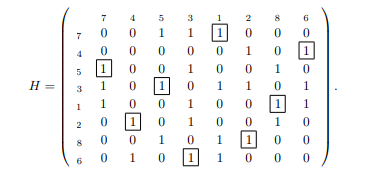 7 4 5 3 1 2 8 6
7 0 0 1 1 1 0 0 0
4 0 0 0 0 0 1 0 1
5 1 0 0 1 0 0 1 0
H = 3 1 0 1 0 1 1 0 1 .
1 1 0 0 1 0 0 1 1
2 0 1 0 1 0 0 1 0
8 0 0 1 0 1 1 0 0
6 0 1 0 1 1 0 0 0